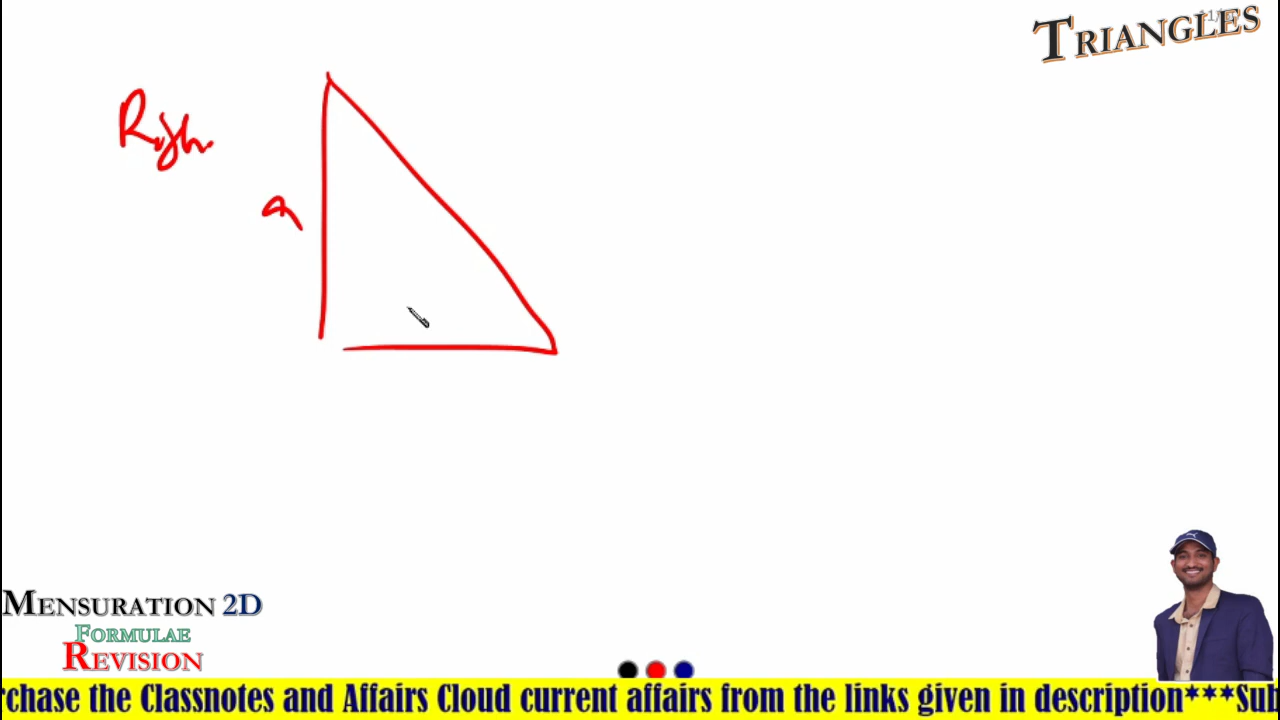 TRIANGLES
Righ
a
MENSURATION 2D
FORMULAE
REVISION
rchase the Classnotes and Affairs Cloud current affairs from the links given in description***Sub